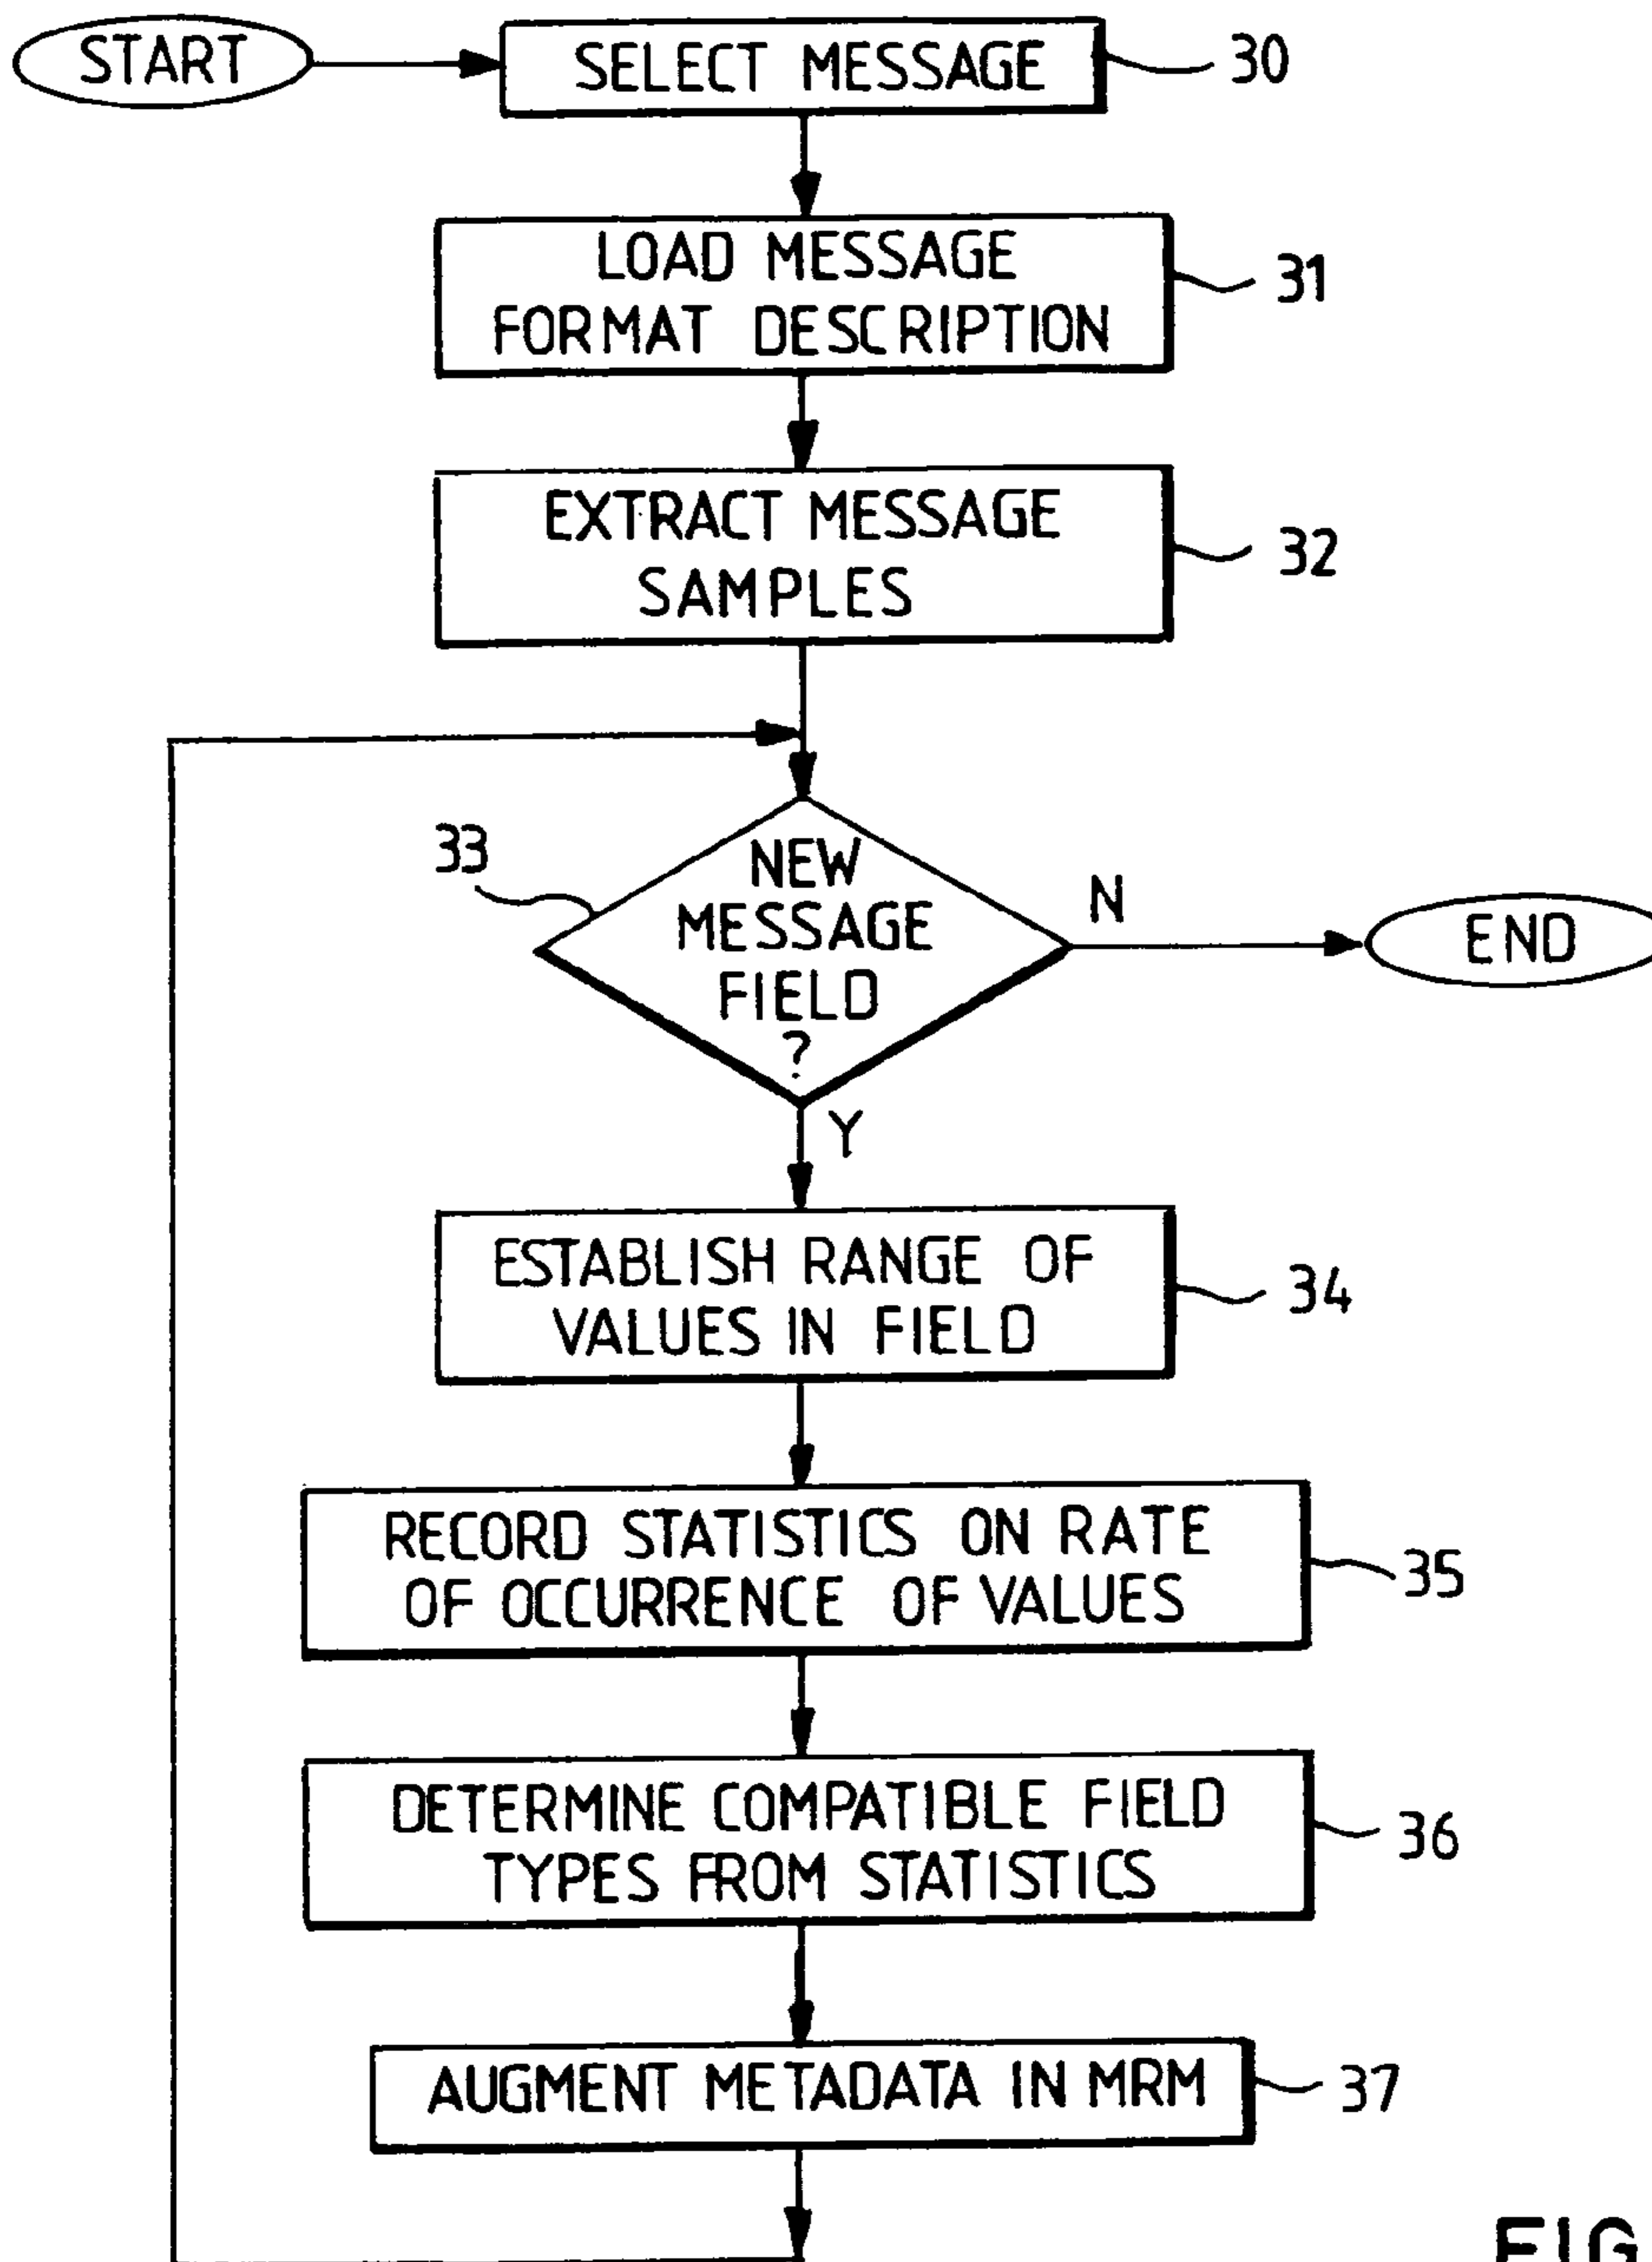 START
SELECT MESSAGE
30
LOAD MESSAGE
FORMAT DESCRIPTION
31
EXTRACT MESSAGE
SAMPLES
32
33
NEW
MESSAGE
FIELD
?
N
END
Y
ESTABLISH RANGE OF
VALUES IN FIELD
34
RECORD STATISTICS ON RATE
OF OCCURRENCE OF VALUES
35
DETERMINE COMPATIBLE FIELD
TYPES FROM STATISTICS
36
AUGMENT METADATA IN MRM
37
FIG